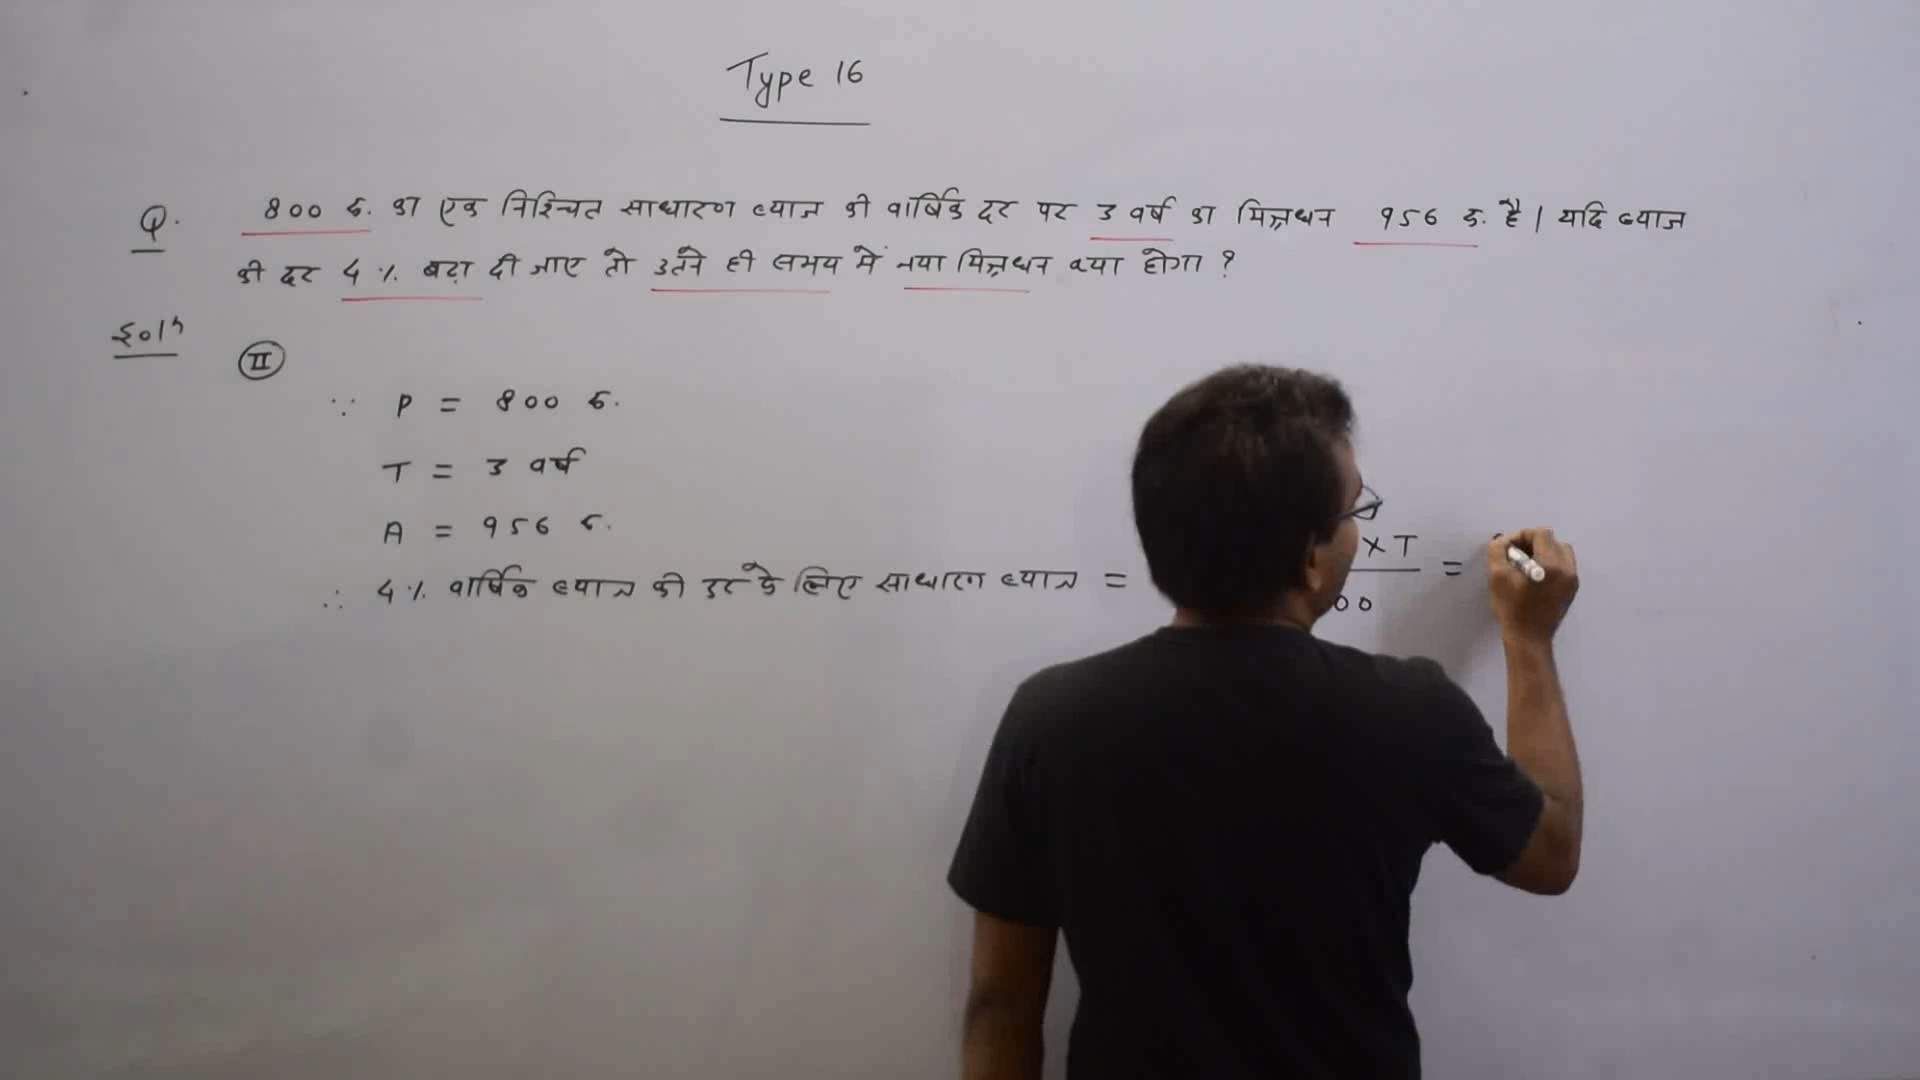 Type 16
Q. 800 रु. का एक निश्चित साधारण ब्याज की वार्षिक दर पर 3 वर्ष का मिश्रधन 956 रु. है। यदि ब्याज
की दर 4 % बढ़ा दी जाए तो उतने ही समय में नया मिश्रधन क्या होगा ?
Solⁿ II
∵ P = 800 रु.
T = 3 वर्ष
A = 956 रु.
∴ 4 % वार्षिक ब्याज की दर के लिए साधारण ब्याज = × T =
00